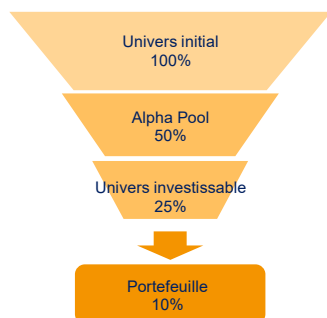 Univers initial
100%
Alpha Pool
50%
Univers investissable
25%
Portefeuille
10%